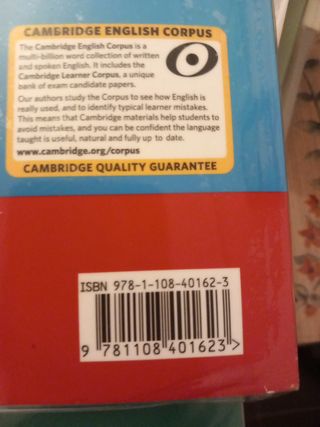 CAMBRIDGE ENGLISH CORPUS
The Cambridge English Corpus is a
multi-billion word collection of written
and spoken English. It includes the
Cambridge Learner Corpus, a unique
bank of exam candidate papers.
Our authors study the Corpus to see how English is
really used, and to identify typical learner mistakes.
This means that Cambridge materials help students to
avoid mistakes, and you can be confident the language
taught is useful, natural and fully up to date.
www.cambridge.org/corpus
CAMBRIDGE QUALITY GUARANTEE
ISBN 978-1-108-40162-3
9 781108 401623>